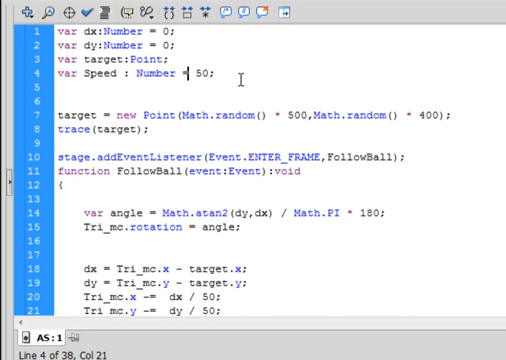 1 var dx:Number = 0;
2 var dy:Number = 0;
3 var target:Point;
4 var Speed : Number = 50;
5
6
7 target = new Point(Math.random() * 500,Math.random() * 400);
8 trace(target);
9
10 stage.addEventListener(Event.ENTER_FRAME,FollowBall);
11 function FollowBall(event:Event):void
12 {
13
14 var angle = Math.atan2(dy,dx) / Math.PI * 180;
15 Tri_mc.rotation = angle;
16
17
18 dx = Tri_mc.x - target.x;
19 dy = Tri_mc.y - target.y;
20 Tri_mc.x -= dx / 50;
21 Tri_mc.y -= dy / 50;
AS:1
Line 4 of 38, Col 21